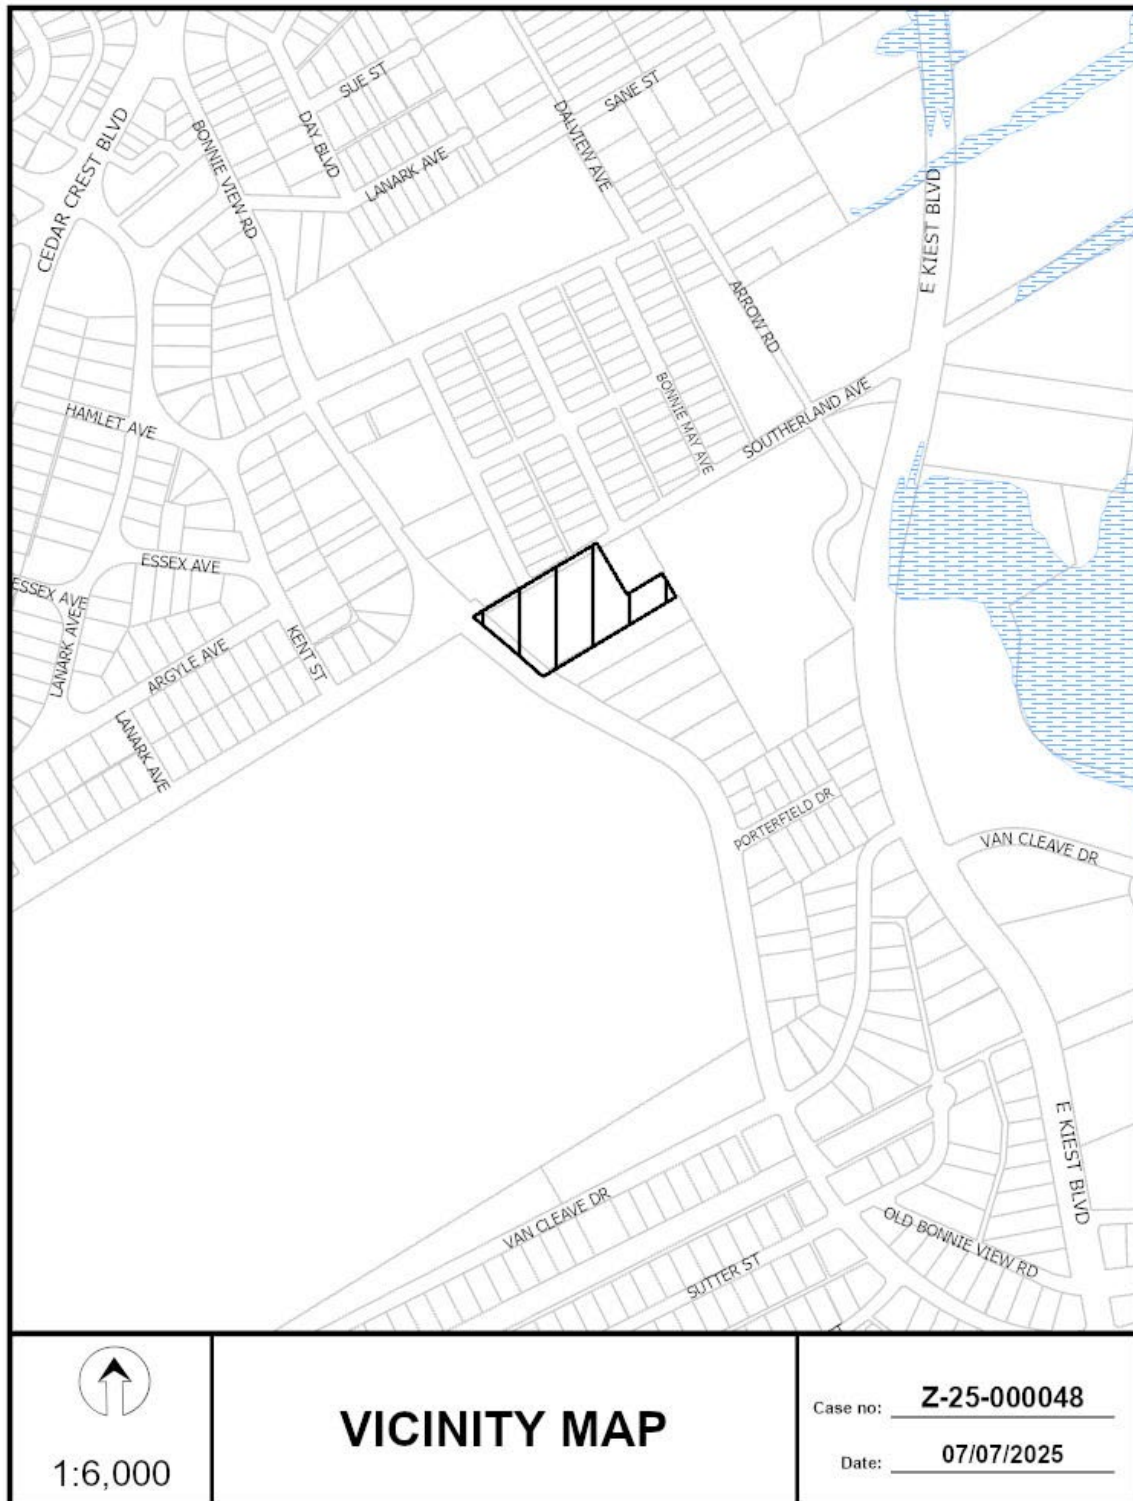 SUE ST
SANE ST
DAY BLVD
DALVIEW AVE
CEDAR CREST BLVD
BONNIE VIEW RD
LANARK AVE
E KIEST BLVD
ARROW RD
BONNIE MAY AVE
SOUTHERLAND AVE
HAMLET AVE
ESSEX AVE
ESSEX AVE
LANARK AVE
ARGYLE AVE
KENT ST
LANARK AVE
PORTERFIELD DR
VAN CLEAVE DR
E KIEST BLVD
VAN CLEAVE DR
OLD BONNIE VIEW RD
SUTTER ST
1:6,000
VICINITY MAP
Case no: Z-25-000048
Date: 07/07/2025